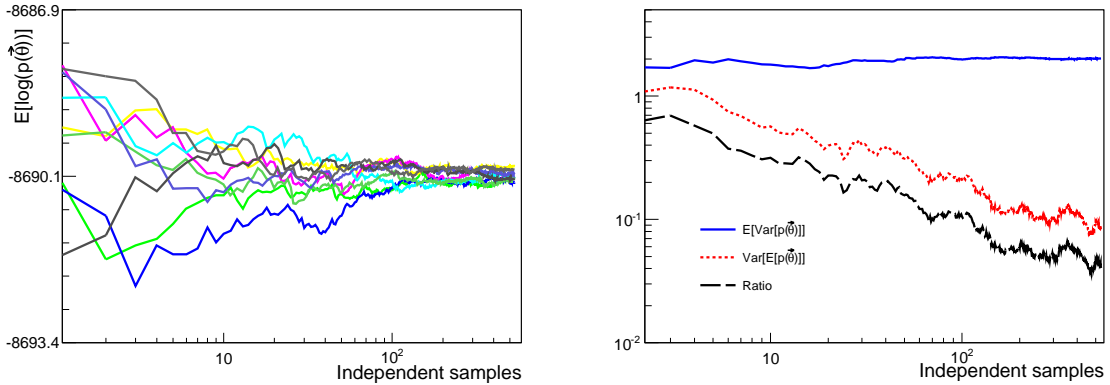 -8686.9
-8690.1
-8693.4
E[log(p(θ⃗))]
10
10²
Independent samples
1
10⁻¹
10⁻²
E[Var[p(θ⃗)]]
Var[E[p(θ⃗)]]
Ratio
10
10²
Independent samples